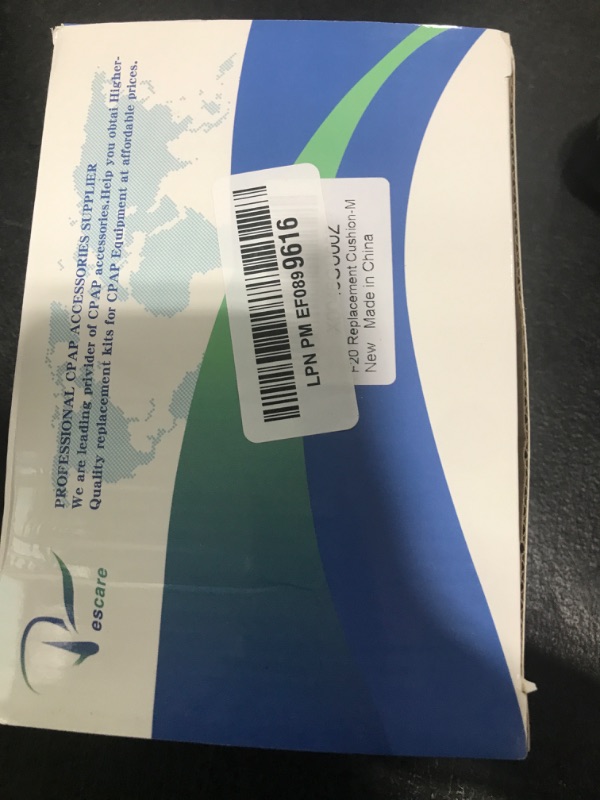 PROFESSIONAL CPAP ACCESSORIES SUPPLIER
We are leading privider of CPAP accessories.Help you obtai Higher-
Quality replacement kits for CPAP Equipment at affordable prices.
escare
LPN PM EF0899616
F20 Replacement Cushion-M
New Made in China